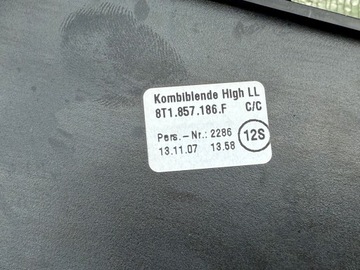 Kombiblende High LL
8T1.857.186.F C/C
Pers.-Nr.: 2286
13.11.07 13.58 12S